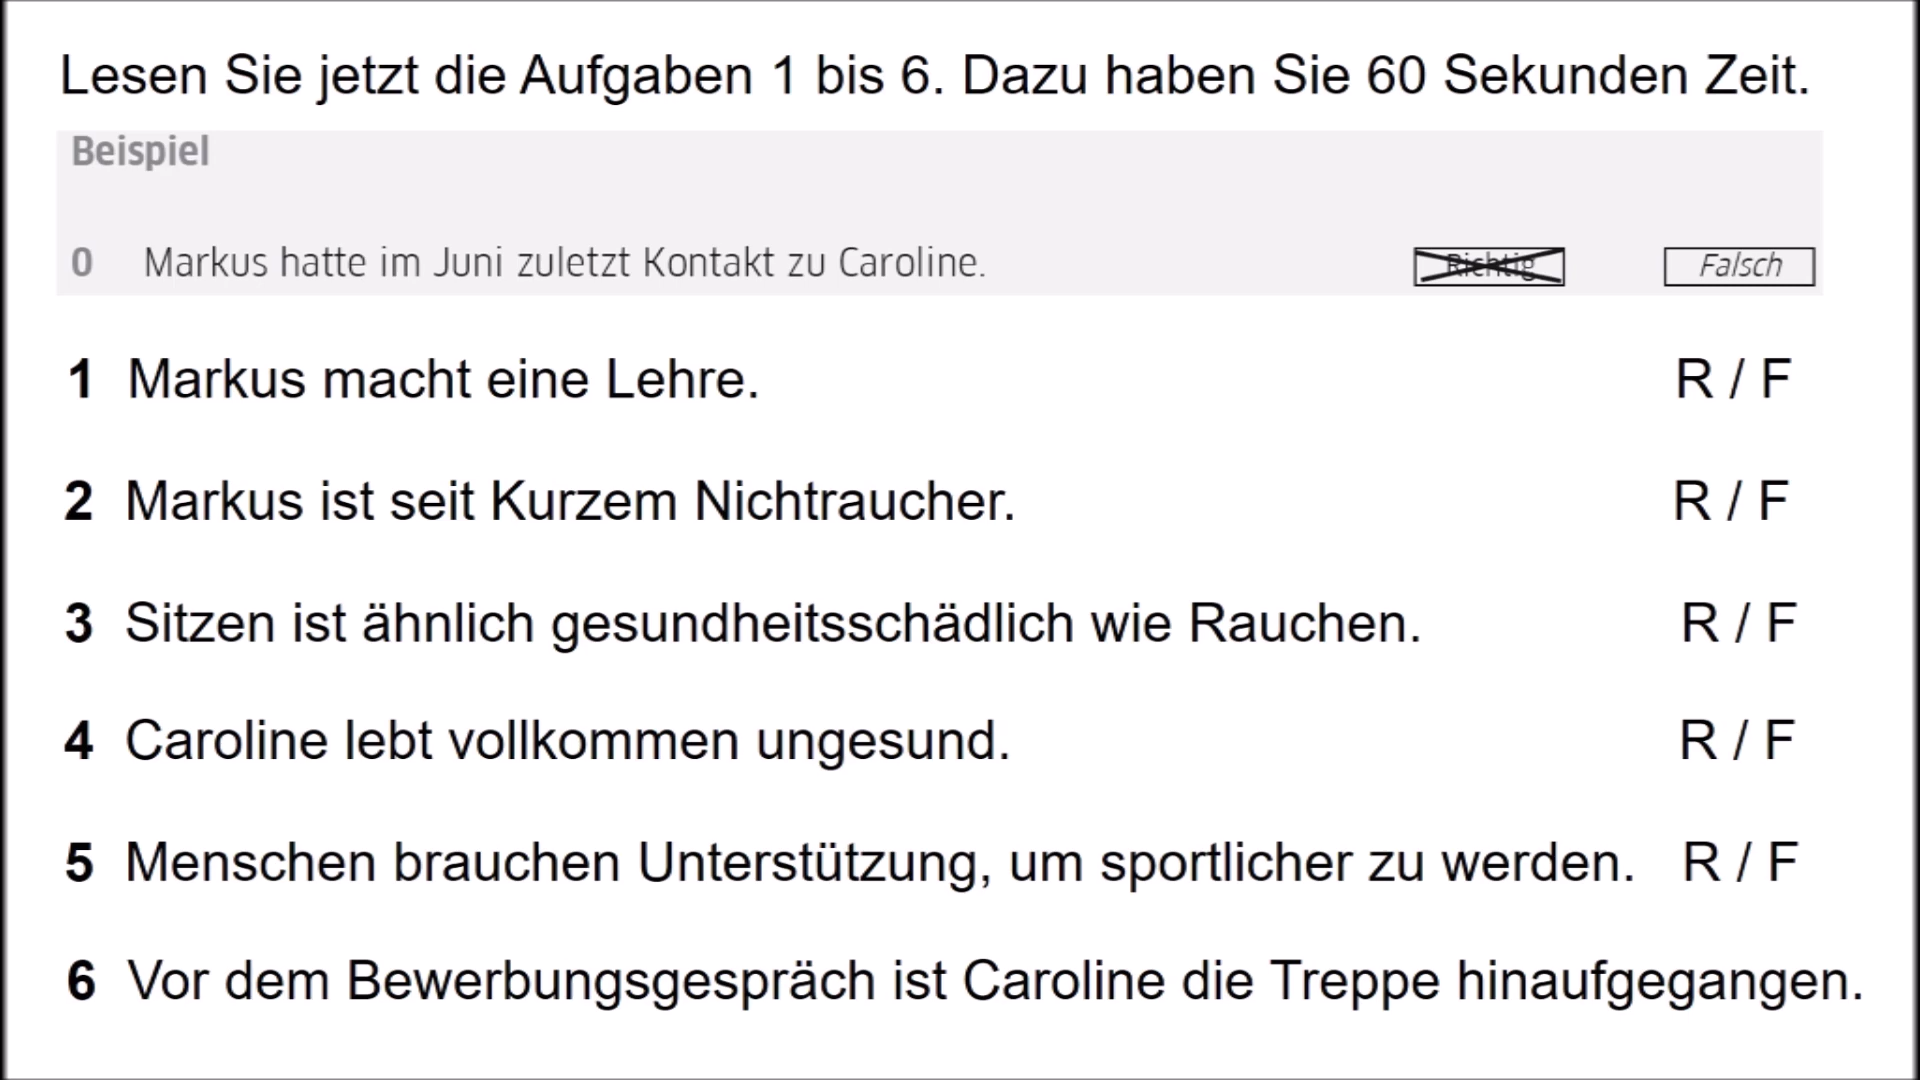 Lesen Sie jetzt die Aufgaben 1 bis 6. Dazu haben Sie 60 Sekunden Zeit.
Beispiel
0 Markus hatte im Juni zuletzt Kontakt zu Caroline. Richtig Falsch
1 Markus macht eine Lehre. R / F
2 Markus ist seit Kurzem Nichtraucher. R / F
3 Sitzen ist ähnlich gesundheitsschädlich wie Rauchen. R / F
4 Caroline lebt vollkommen ungesund. R / F
5 Menschen brauchen Unterstützung, um sportlicher zu werden. R / F
6 Vor dem Bewerbungsgespräch ist Caroline die Treppe hinaufgegangen.